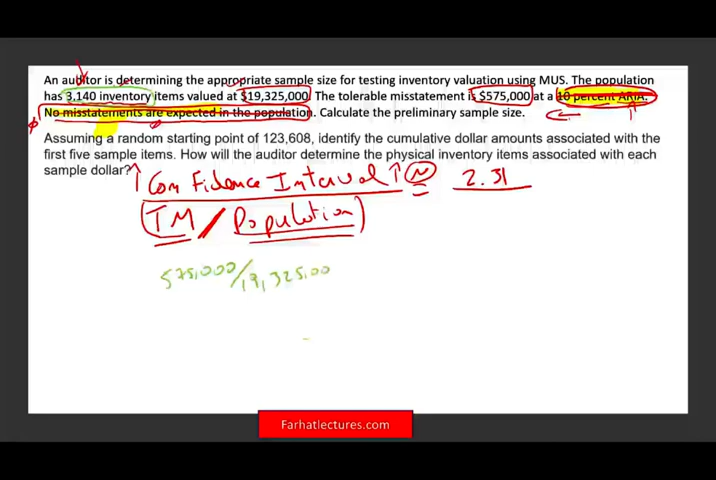 An auditor is determining the appropriate sample size for testing inventory valuation using MUS. The population
has 3,140 inventory items valued at $19,325,000. The tolerable misstatement is $575,000 at a 10 percent ARIA.
No misstatements are expected in the population. Calculate the preliminary sample size.
Assuming a random starting point of 123,608, identify the cumulative dollar amounts associated with the
first five sample items. How will the auditor determine the physical inventory items associated with each
sample dollar?
↑ Confidence Interval ↑ N 2.31
(TM / Population)
575,000/19,325,00
Farhatlectures.com